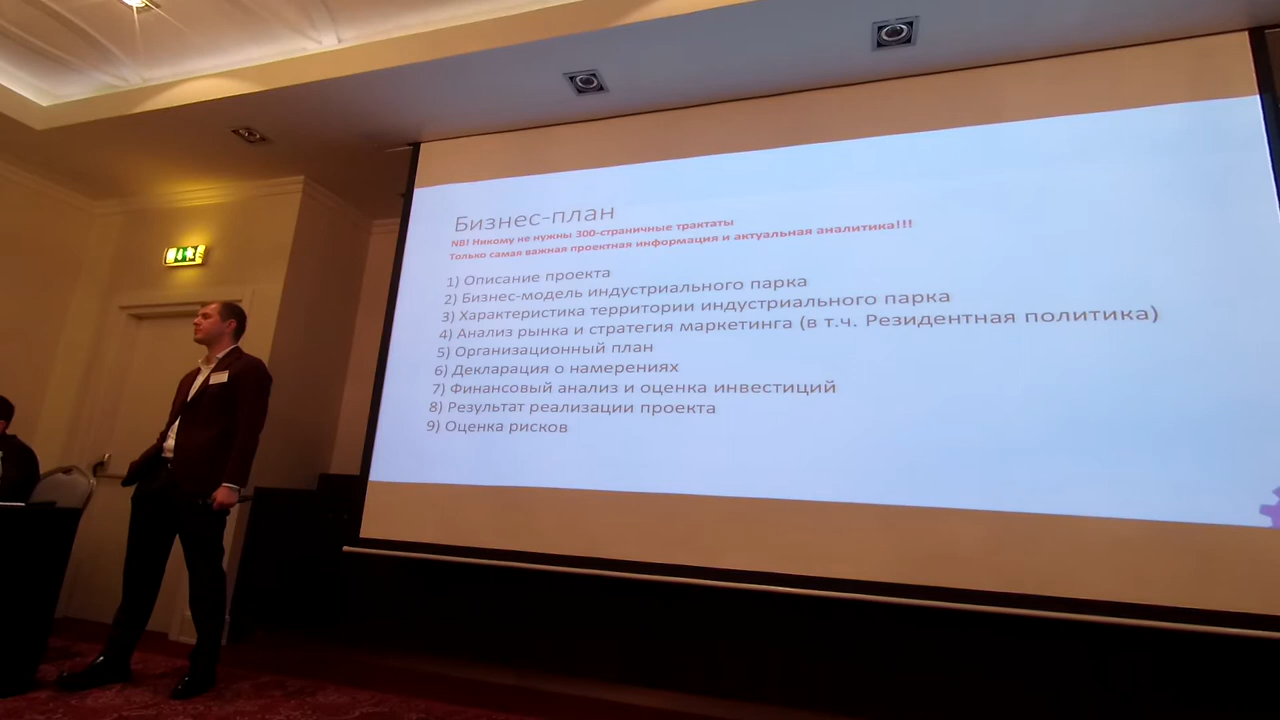 Бизнес-план
NB! Никому не нужны 300-страничные трактаты
Только самая важная проектная информация и актуальная аналитика!!!
1) Описание проекта
2) Бизнес-модель индустриального парка
3) Характеристика территории индустриального парка
4) Анализ рынка и стратегия маркетинга (в т.ч. Резидентная политика)
5) Организационный план
6) Декларация о намерениях
7) Финансовый анализ и оценка инвестиций
8) Результат реализации проекта
9) Оценка рисков